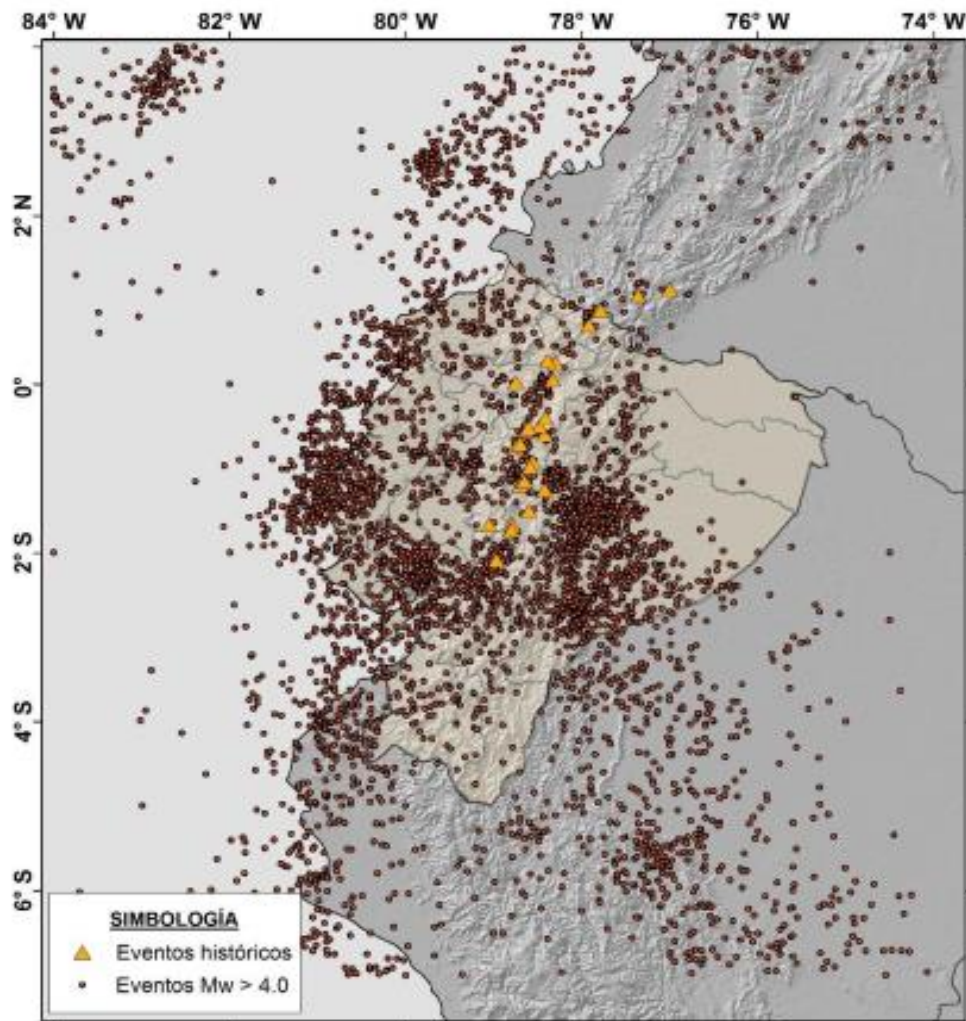 84° W 82° W 80° W 78° W 76° W 74° W
2° N
0°
2° S
4° S
6° S
SIMBOLOGÍA
Eventos históricos
Eventos Mw > 4.0